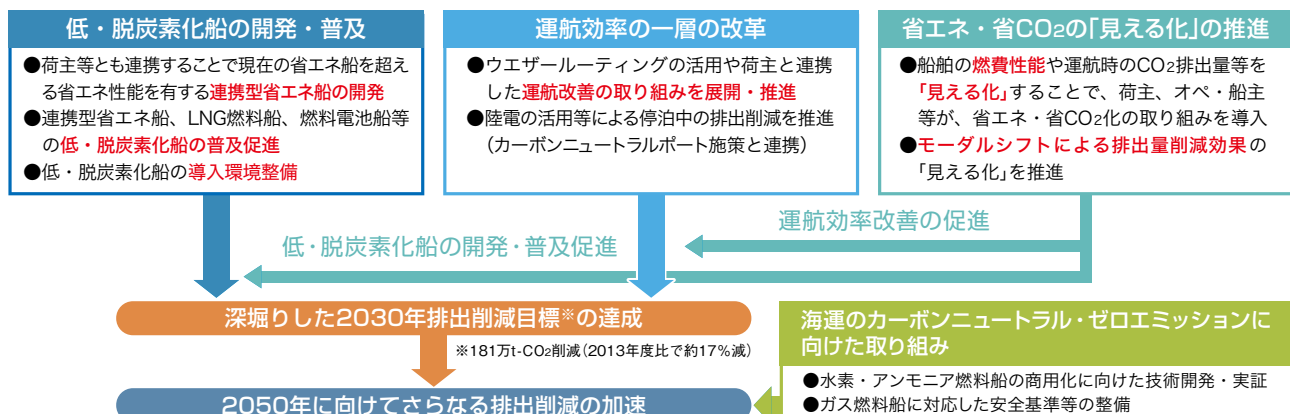 低・脱炭素化船の開発・普及
●荷主等とも連携することで現在の省エネ船を超え
る省エネ性能を有する連携型省エネ船の開発
●連携型省エネ船、LNG燃料船、燃料電池船等
の低・脱炭素化船の普及促進
●低・脱炭素化船の導入環境整備
運航効率の一層の改革
●ウエザールーティングの活用や荷主と連携
した運航改善の取り組みを展開・推進
●陸電の活用等による停泊中の排出削減を推進
(カーボンニュートラルポート施策と連携)
省エネ・省CO2の「見える化」の推進
●船舶の燃費性能や運航時のCO2排出量等を
「見える化」することで、荷主、オペ・船主
等が、省エネ・省CO2化の取り組みを導入
●モーダルシフトによる排出量削減効果の
「見える化」を推進
運航効率改善の促進
低・脱炭素化船の開発・普及促進
深堀りした2030年排出削減目標※の達成
※181万t-CO2削減(2013年度比で約17%減)
2050年に向けてさらなる排出削減の加速
海運のカーボンニュートラル・ゼロエミッションに
向けた取り組み
●水素・アンモニア燃料船の商用化に向けた技術開発・実証
●ガス燃料船に対応した安全基準等の整備